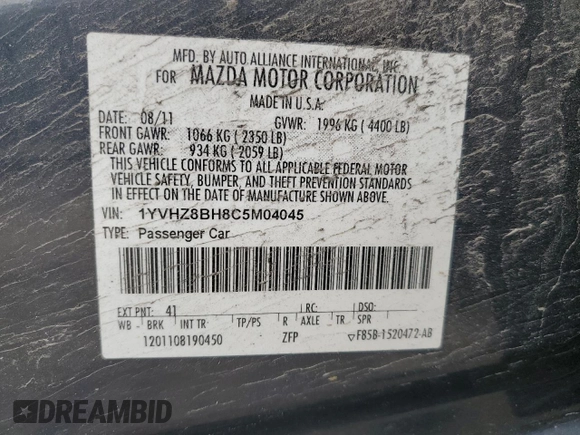 MFD. BY AUTO ALLIANCE INTERNATIONAL, INC.
FOR MAZDA MOTOR CORPORATION
MADE IN U.S.A.
DATE: 08/11 GVWR: 1996 KG ( 4400 LB)
FRONT GAWR: 1066 KG ( 2350 LB)
REAR GAWR: 934 KG ( 2059 LB)
THIS VEHICLE CONFORMS TO ALL APPLICABLE FEDERAL MOTOR
VEHICLE SAFETY, BUMPER, AND THEFT PREVENTION STANDARDS
IN EFFECT ON THE DATE OF MANUFACTURE SHOWN ABOVE.
VIN: 1YVHZ8BH8C5M04045
TYPE: Passenger Car
EXT PNT: 41 RC: DSO:
WB BRK INT TR TP/PS R AXLE TR SPR
1201108190450 ZFP F85B-1520472-AB
DREAMBID